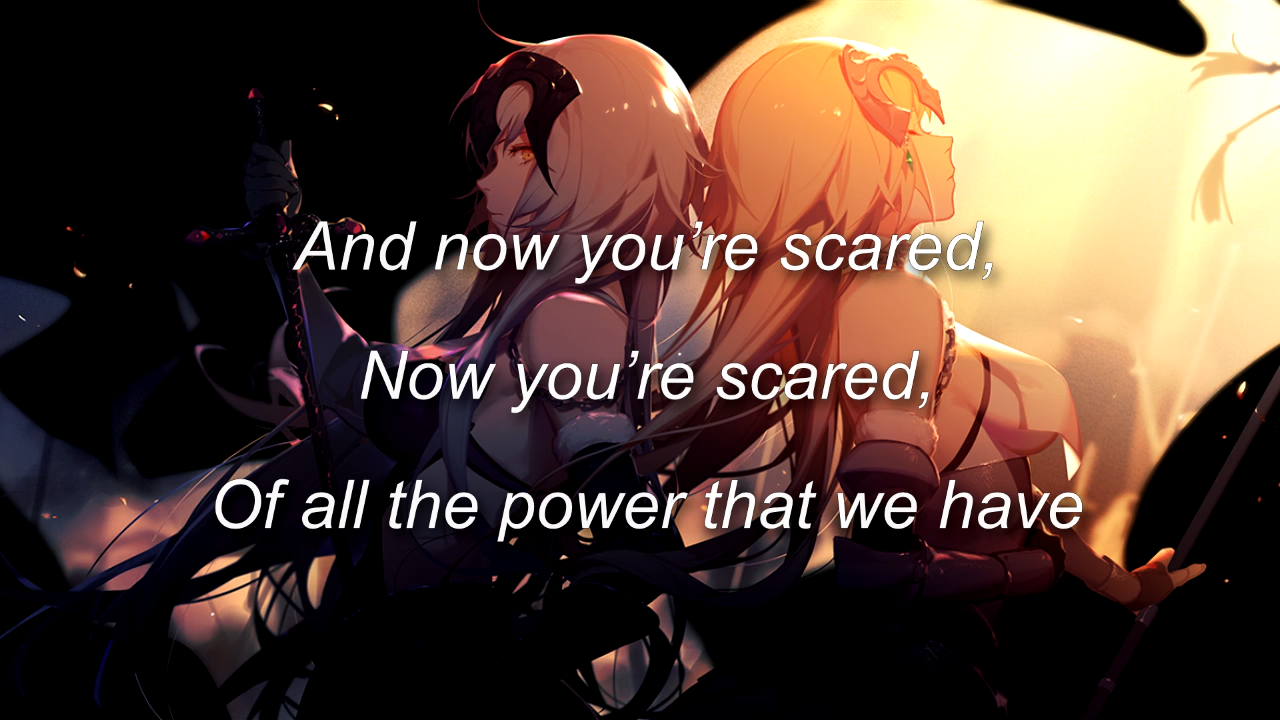 And now you’re scared,
Now you’re scared,
Of all the power that we have